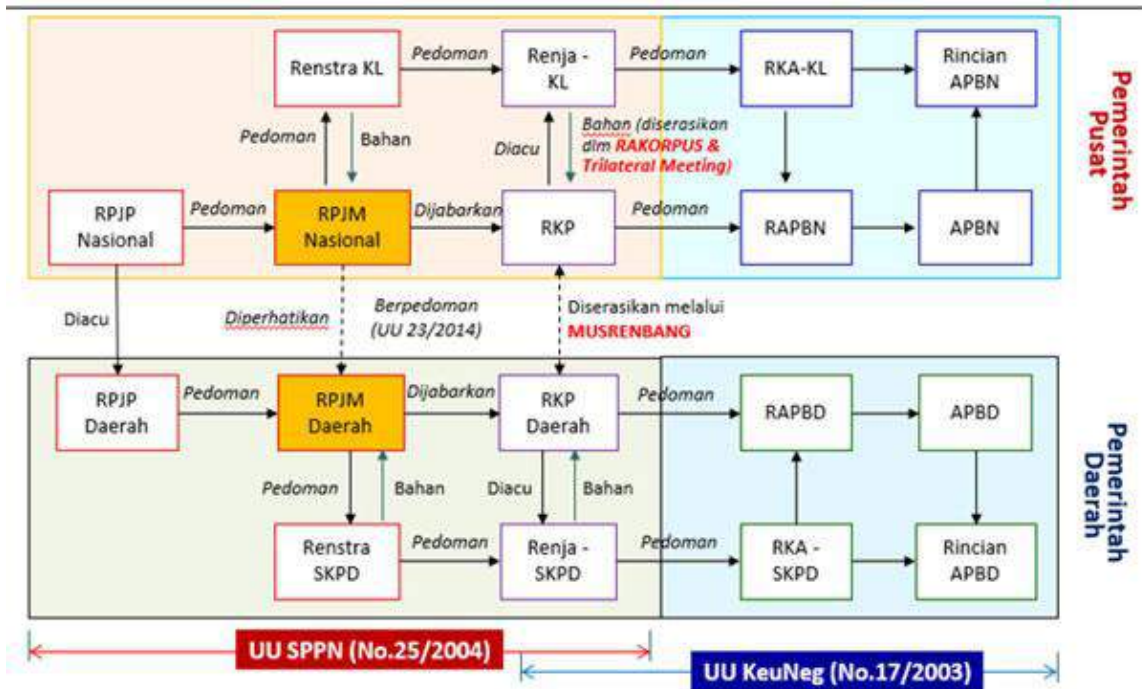 Renstra KL
Pedoman
Renja -
KL
Pedoman
RKA-KL
Rincian
APBN
Pemerintah
Pusat
Pedoman
Bahan
Diacu
Bahan (diserasikan
dlm RAKORPUS &
Trilateral Meeting)
RPJP
Nasional
Pedoman
RPJM
Nasional
Dijabarkan
RKP
Pedoman
RAPBN
APBN
Diacu
Diperhatikan
Berpedoman
(UU 23/2014)
Diserasikan melalui
MUSRENBANG
RPJP
Daerah
Pedoman
RPJM
Daerah
Dijabarkan
RKP
Daerah
Pedoman
RAPBD
APBD
Pemerintah
Daerah
Pedoman
Bahan
Diacu
Bahan
Renstra
SKPD
Pedoman
Renja -
SKPD
Pedoman
RKA -
SKPD
Rincian
APBD
UU SPPN (No.25/2004)
UU KeuNeg (No.17/2003)